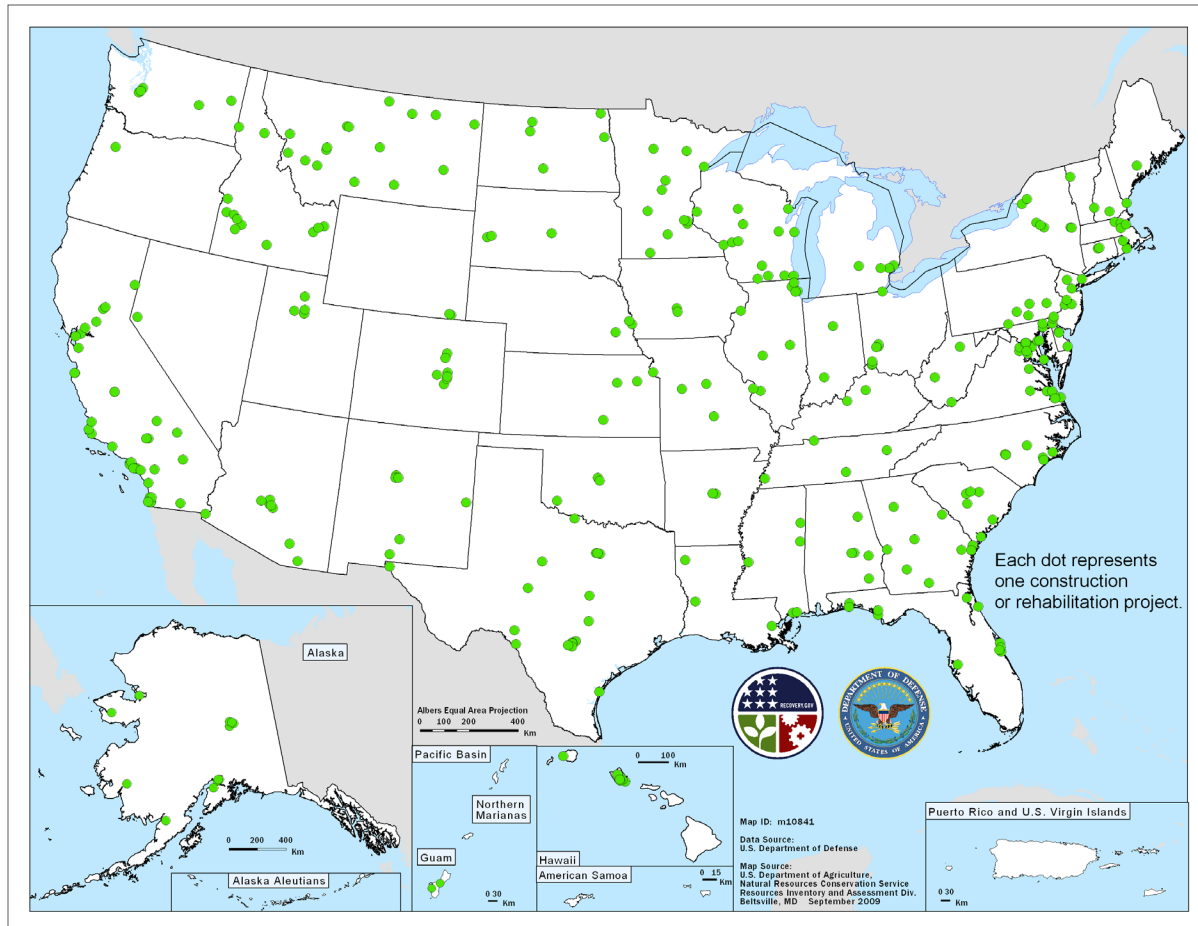 Each dot represents
one construction
or rehabilitation project.
Alaska
RECOVERY.GOV
DEPARTMENT OF DEFENSE
UNITED STATES OF AMERICA
Albers Equal Area Projection
0 100 200 400
Km
Pacific Basin
0 100
Km
Northern
Marianas
Guam
0 30
Km
Hawaii
American Samoa
0 15
Km
0 200 400
Km
Alaska Aleutians
Map ID: m10841
Data Source:
U.S. Department of Defense
Map Source:
U.S. Department of Agriculture,
Natural Resources Conservation Service
Resources Inventory and Assessment Div.
Beltsville, MD September 2009
Puerto Rico and U.S. Virgin Islands
0 30
Km